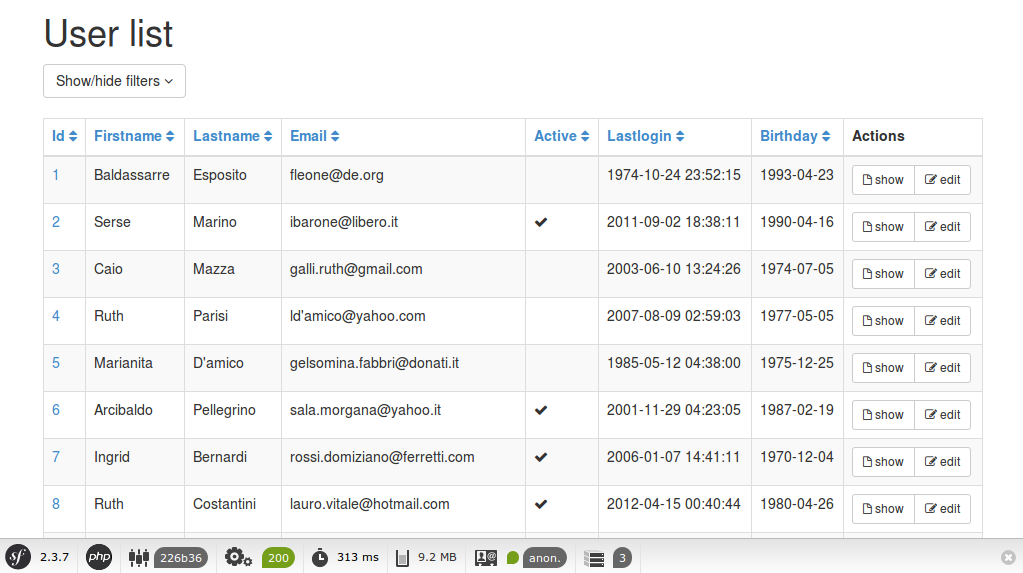 User list
Show/hide filters
Id Firstname Lastname Email Active Lastlogin Birthday Actions
1 Baldassarre Esposito fleone@de.org 1974-10-24 23:52:15 1993-04-23 show edit
2 Serse Marino ibarone@libero.it 2011-09-02 18:38:11 1990-04-16 show edit
3 Caio Mazza galli.ruth@gmail.com 2003-06-10 13:24:26 1974-07-05 show edit
4 Ruth Parisi ld'amico@yahoo.com 2007-08-09 02:59:03 1977-05-05 show edit
5 Marianita D'amico gelsomina.fabbri@donati.it 1985-05-12 04:38:00 1975-12-25 show edit
6 Arcibaldo Pellegrino sala.morgana@yahoo.it 2001-11-29 04:23:05 1987-02-19 show edit
7 Ingrid Bernardi rossi.domiziano@ferretti.com 2006-01-07 14:41:11 1970-12-04 show edit
8 Ruth Costantini lauro.vitale@hotmail.com 2012-04-15 00:40:44 1980-04-26 show edit
sf 2.3.7 php 226b36 200 313 ms 9.2 MB anon. 3